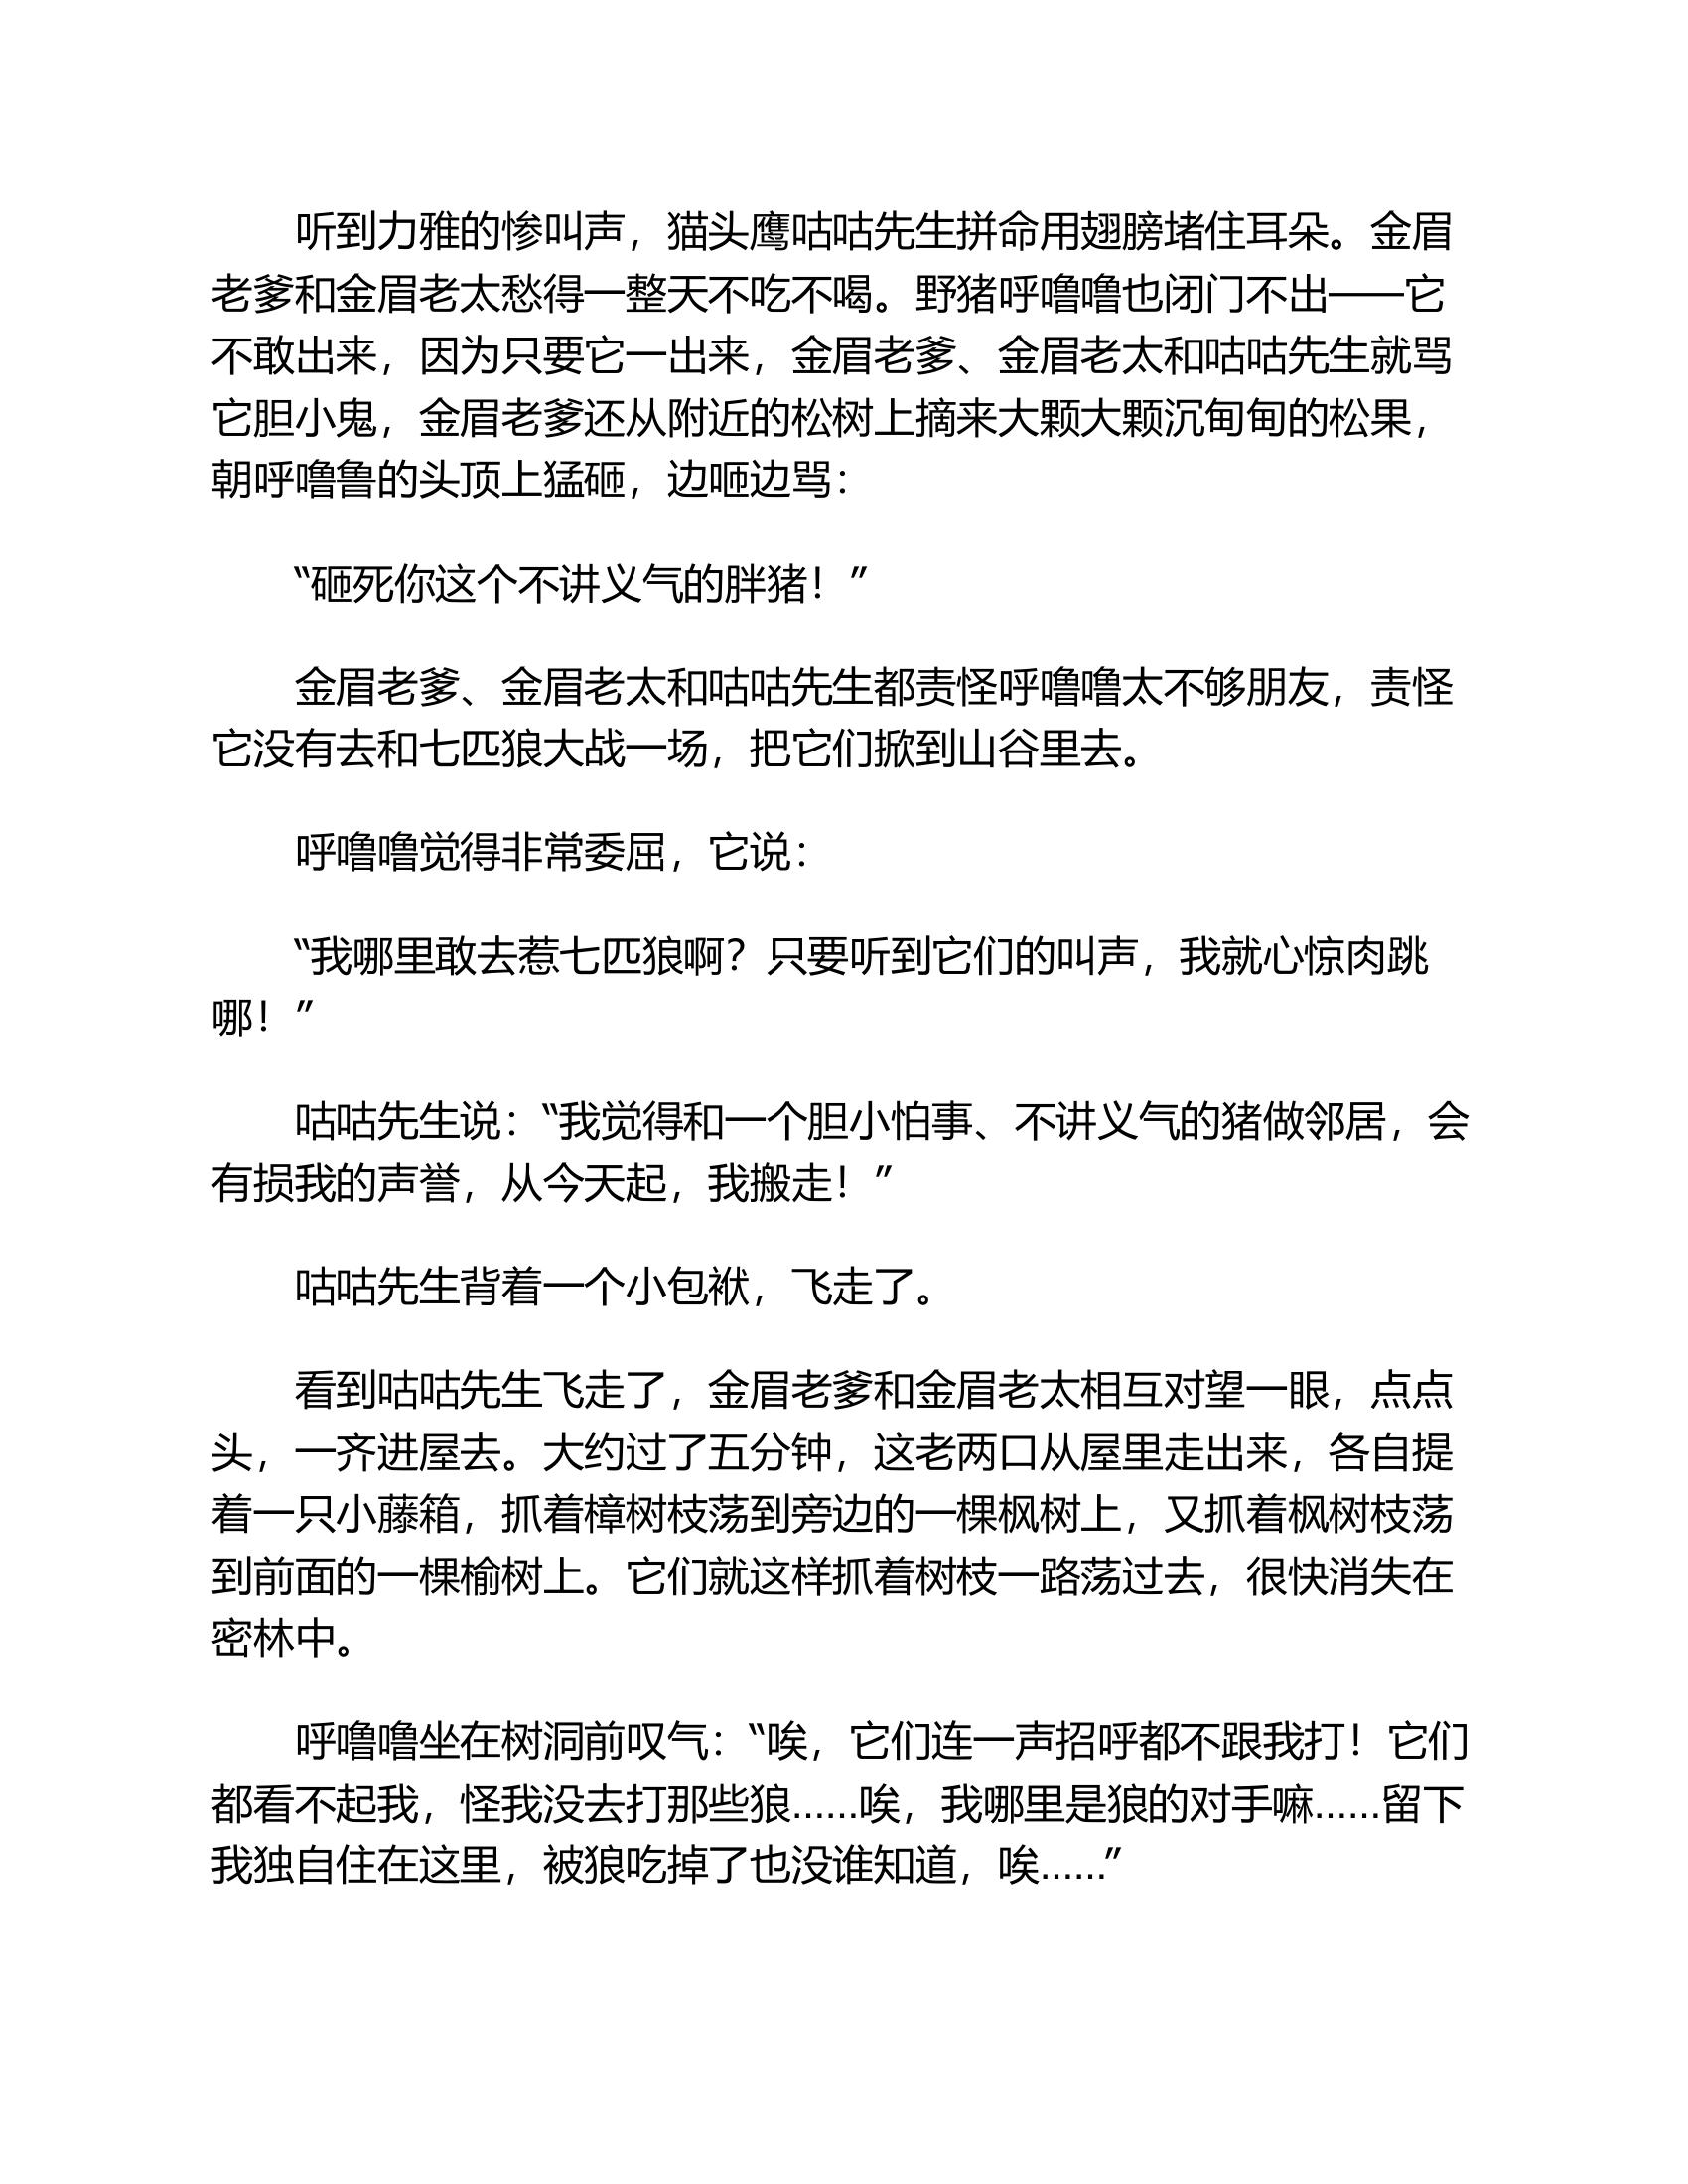 听到力雅的惨叫声，猫头鹰咕咕先生拼命用翅膀堵住耳朵。金眉
老爹和金眉老太愁得一整天不吃不喝。野猪呼噜噜也闭门不出——它
不敢出来，因为只要它一出来，金眉老爹、金眉老太和咕咕先生就骂
它胆小鬼，金眉老爹还从附近的松树上摘来大颗大颗沉甸甸的松果，
朝呼噜鲁的头顶上猛砸，边咂边骂：
“砸死你这个不讲义气的胖猪！”
金眉老爹、金眉老太和咕咕先生都责怪呼噜噜太不够朋友，责怪
它没有去和七匹狼大战一场，把它们掀到山谷里去。
呼噜噜觉得非常委屈，它说：
“我哪里敢去惹七匹狼啊？只要听到它们的叫声，我就心惊肉跳
哪！”
咕咕先生说：“我觉得和一个胆小怕事、不讲义气的猪做邻居，会
有损我的声誉，从今天起，我搬走！”
咕咕先生背着一个小包袱，飞走了。
看到咕咕先生飞走了，金眉老爹和金眉老太相互对望一眼，点点
头，一齐进屋去。大约过了五分钟，这老两口从屋里走出来，各自提
着一只小藤箱，抓着樟树枝荡到旁边的一棵枫树上，又抓着枫树枝荡
到前面的一棵榆树上。它们就这样抓着树枝一路荡过去，很快消失在
密林中。
呼噜噜坐在树洞前叹气：“唉，它们连一声招呼都不跟我打！它们
都看不起我，怪我没去打那些狼……唉，我哪里是狼的对手嘛……留下
我独自住在这里，被狼吃掉了也没谁知道，唉……”